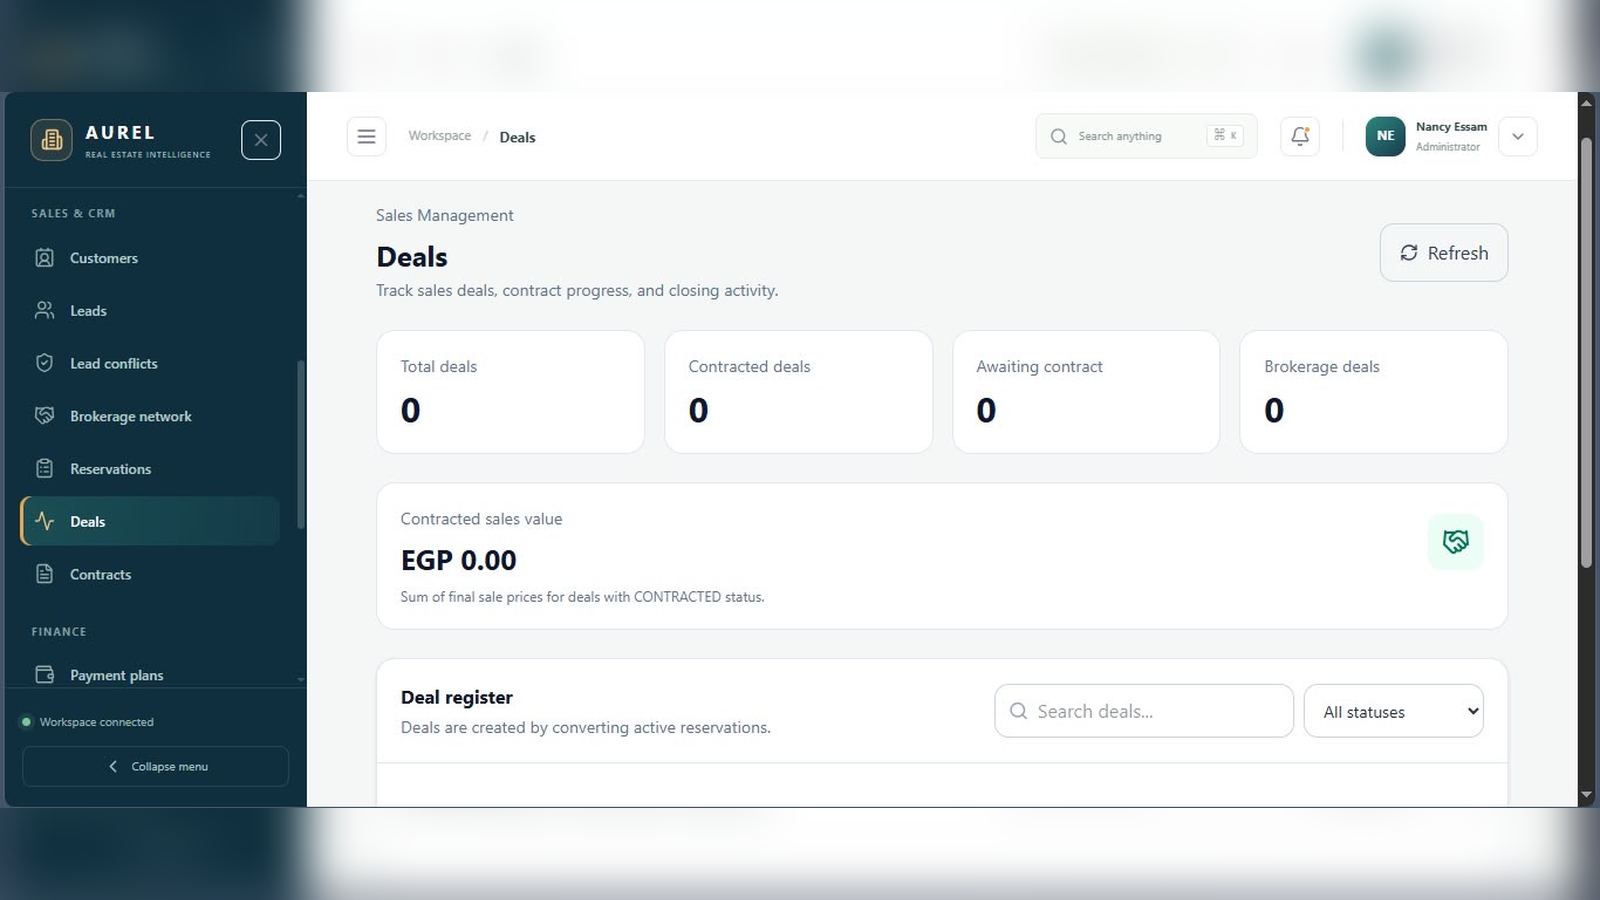 AUREL
REAL ESTATE INTELLIGENCE
SALES & CRM
Customers
Leads
Lead conflicts
Brokerage network
Reservations
Deals
Contracts
FINANCE
Payment plans
Workspace connected
Collapse menu
Workspace / Deals
Search anything
⌘ K
NE
Nancy Essam
Administrator
Sales Management
Deals
Track sales deals, contract progress, and closing activity.
Refresh
Total deals
0
Contracted deals
0
Awaiting contract
0
Brokerage deals
0
Contracted sales value
EGP 0.00
Sum of final sale prices for deals with CONTRACTED status.
Deal register
Deals are created by converting active reservations.
Search deals...
All statuses